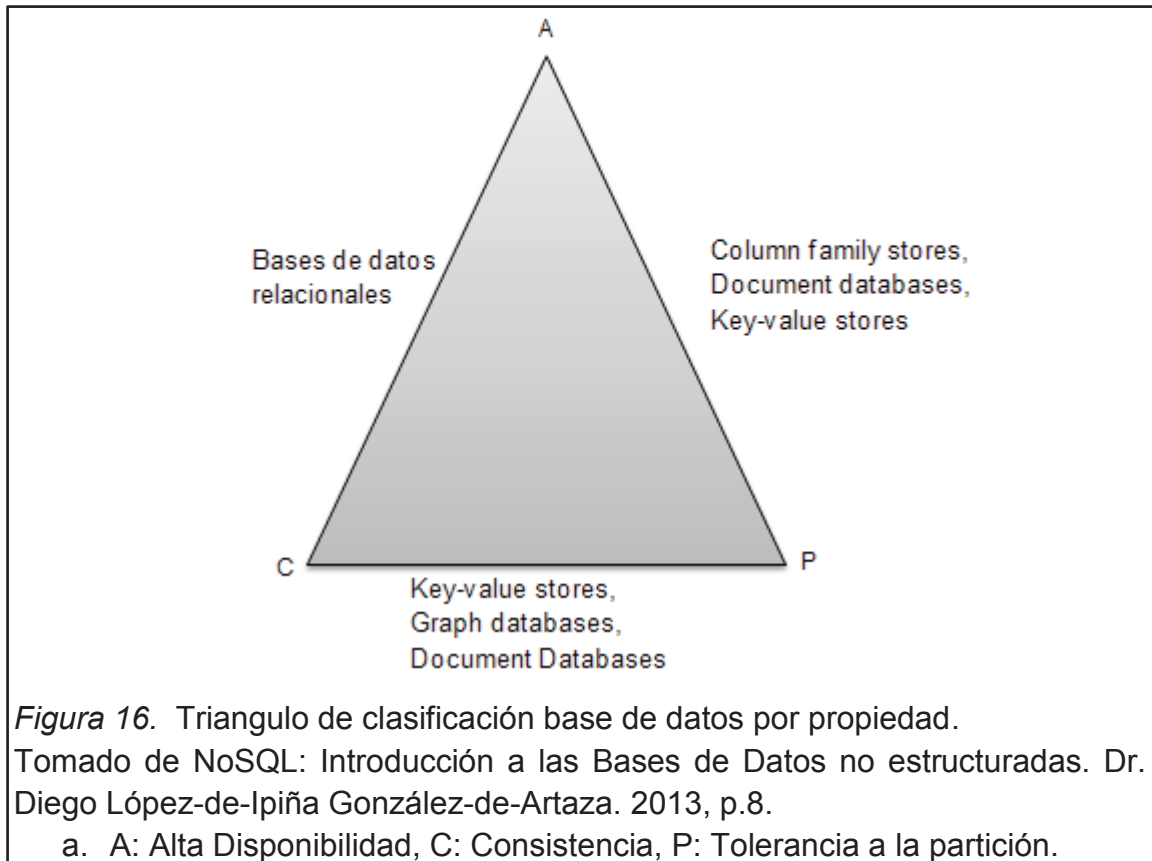 A
Bases de datos
relacionales
Column family stores,
Document databases,
Key-value stores
C
P
Key-value stores,
Graph databases,
Document Databases
Figura 16. Triangulo de clasificación base de datos por propiedad.
Tomado de NoSQL: Introducción a las Bases de Datos no estructuradas. Dr.
Diego López-de-Ipiña González-de-Artaza. 2013, p.8.
a. A: Alta Disponibilidad, C: Consistencia, P: Tolerancia a la partición.